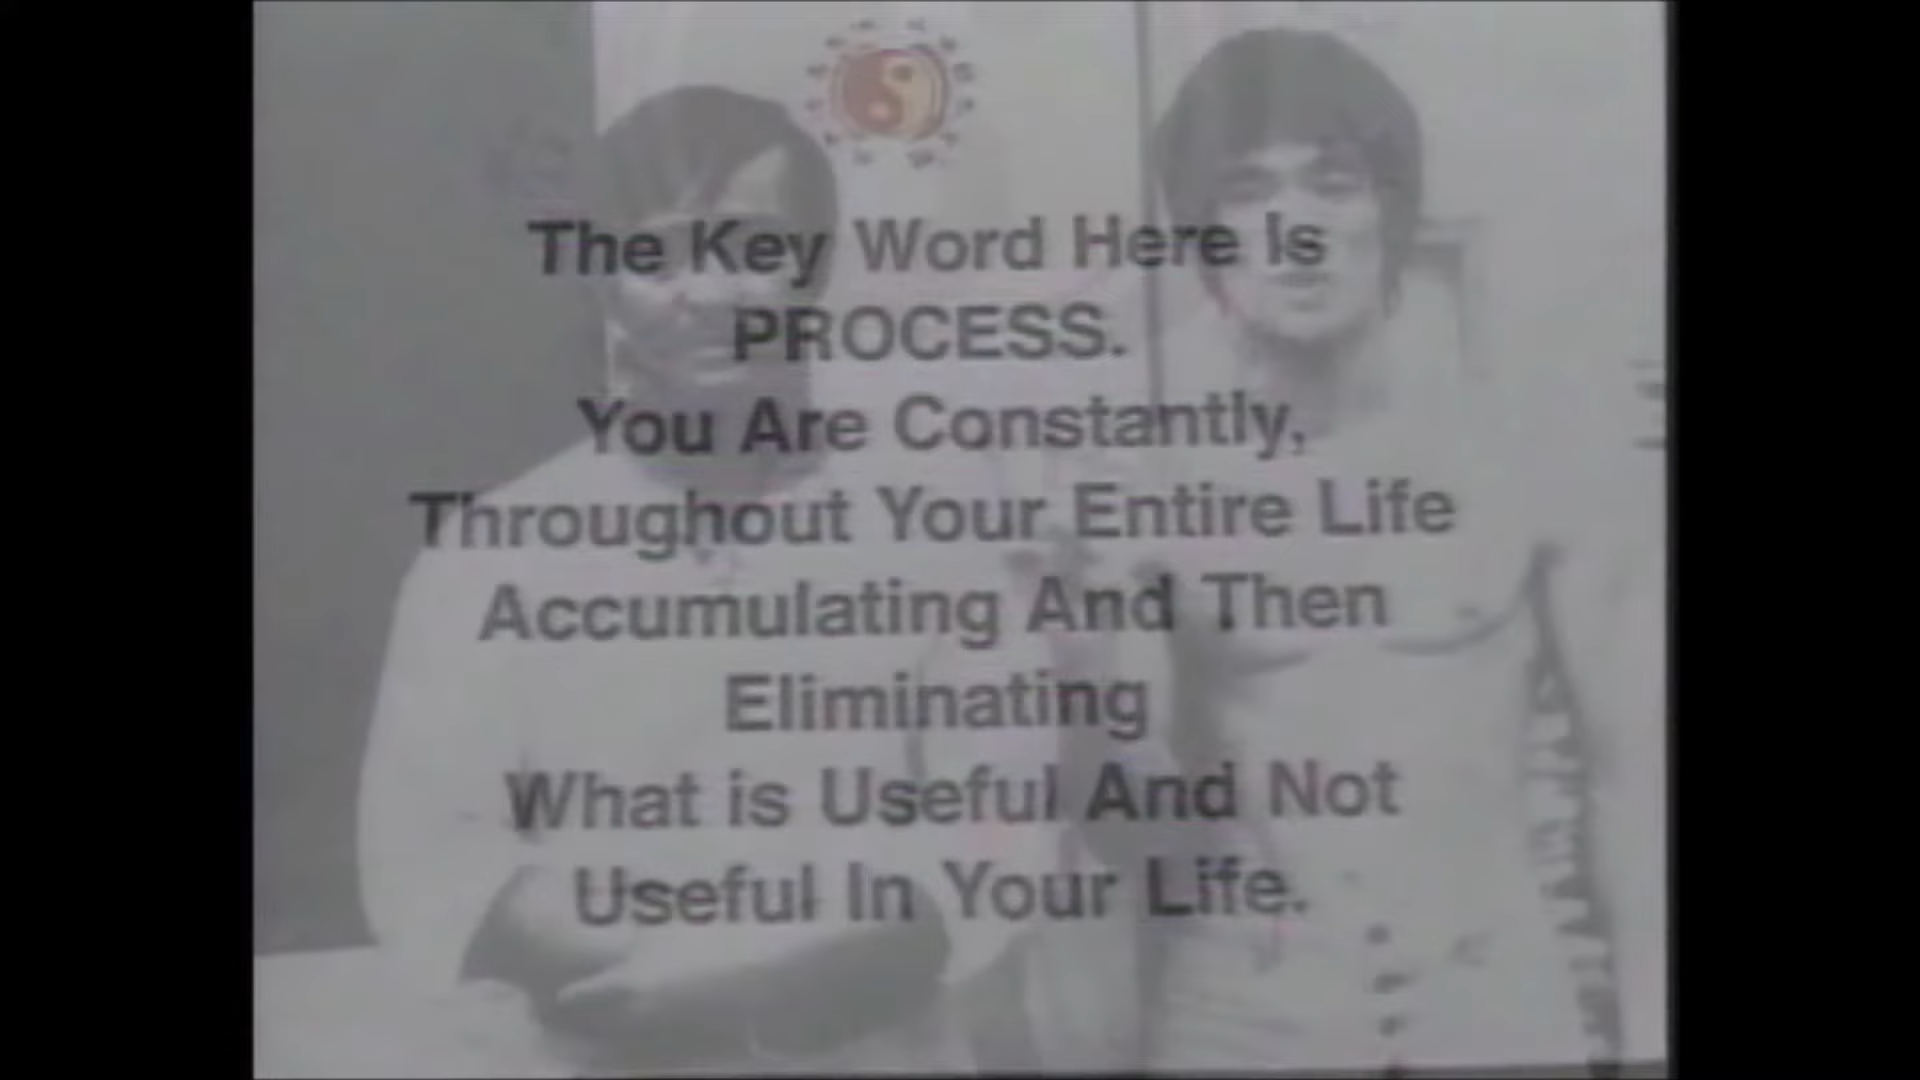 The Key Word Here Is
PROCESS.
You Are Constantly,
Throughout Your Entire Life
Accumulating And Then
Eliminating
What is Useful And Not
Useful In Your Life.